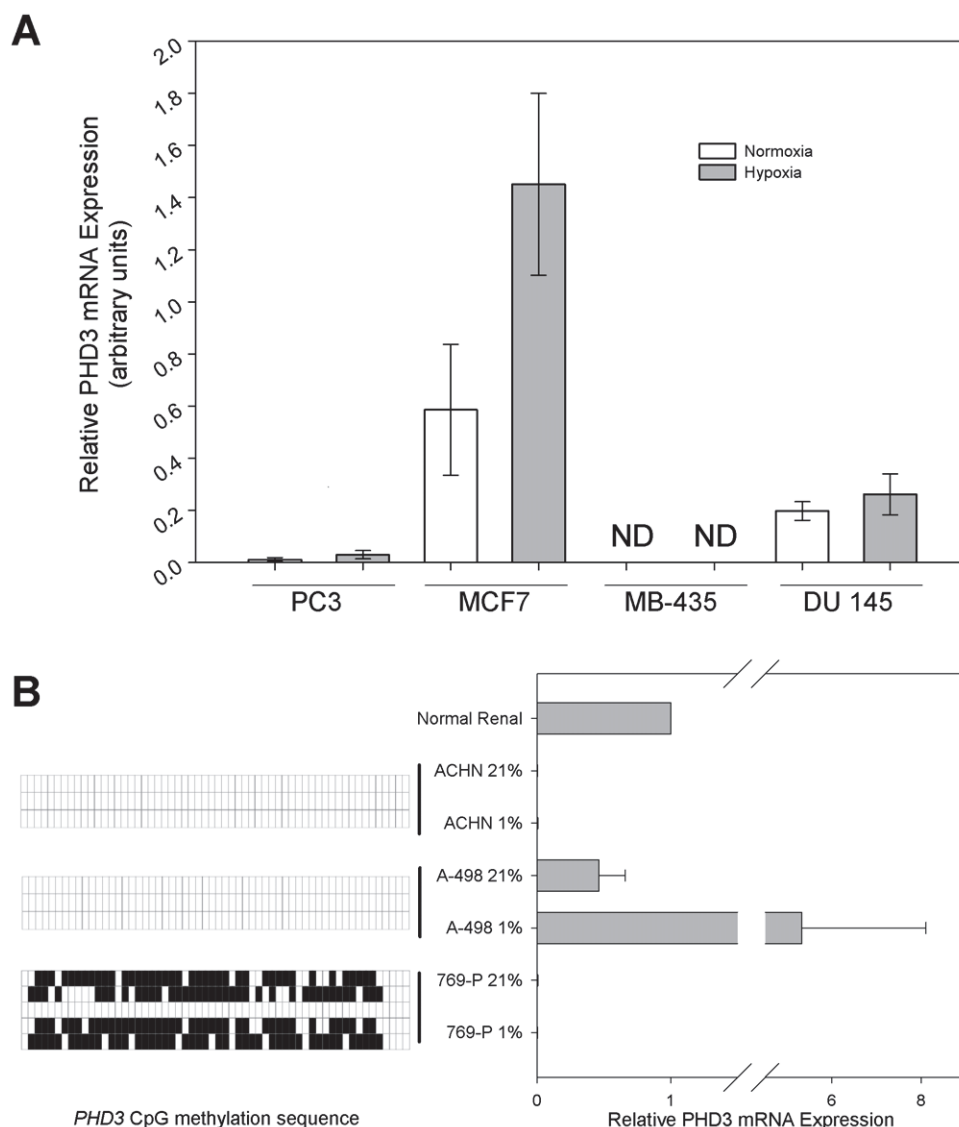 A
Relative PHD3 mRNA Expression
(arbitrary units)
2.0
1.8
1.6
1.4
1.2
1.0
0.8
0.6
0.4
0.2
0.0
Normoxia
Hypoxia
ND ND
PC3 MCF7 MB-435 DU 145
B
Normal Renal
ACHN 21%
ACHN 1%
A-498 21%
A-498 1%
769-P 21%
769-P 1%
0 1 6 8
PHD3 CpG methylation sequence
Relative PHD3 mRNA Expression